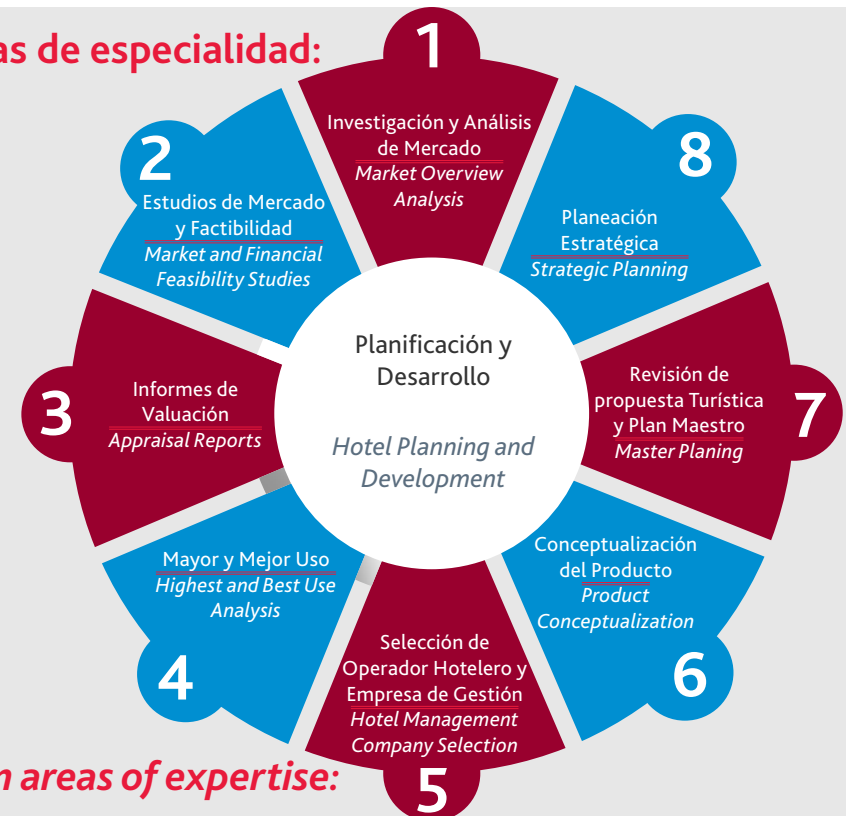 de especialidad:
1
Investigación y Análisis
de Mercado
Market Overview
Analysis
2
Estudios de Mercado
y Factibilidad
Market and Financial
Feasibility Studies
3
Informes de
Valuación
Appraisal Reports
4
Mayor y Mejor Uso
Highest and Best Use
Analysis
5
Selección de
Operador Hotelero y
Empresa de Gestión
Hotel Management
Company Selection
6
Conceptualización
del Producto
Product
Conceptualization
7
Revisión de
propuesta Turística
y Plan Maestro
Master Planing
8
Planeación
Estratégica
Strategic Planning
Planificación y
Desarrollo
Hotel Planning and
Development
areas of expertise: